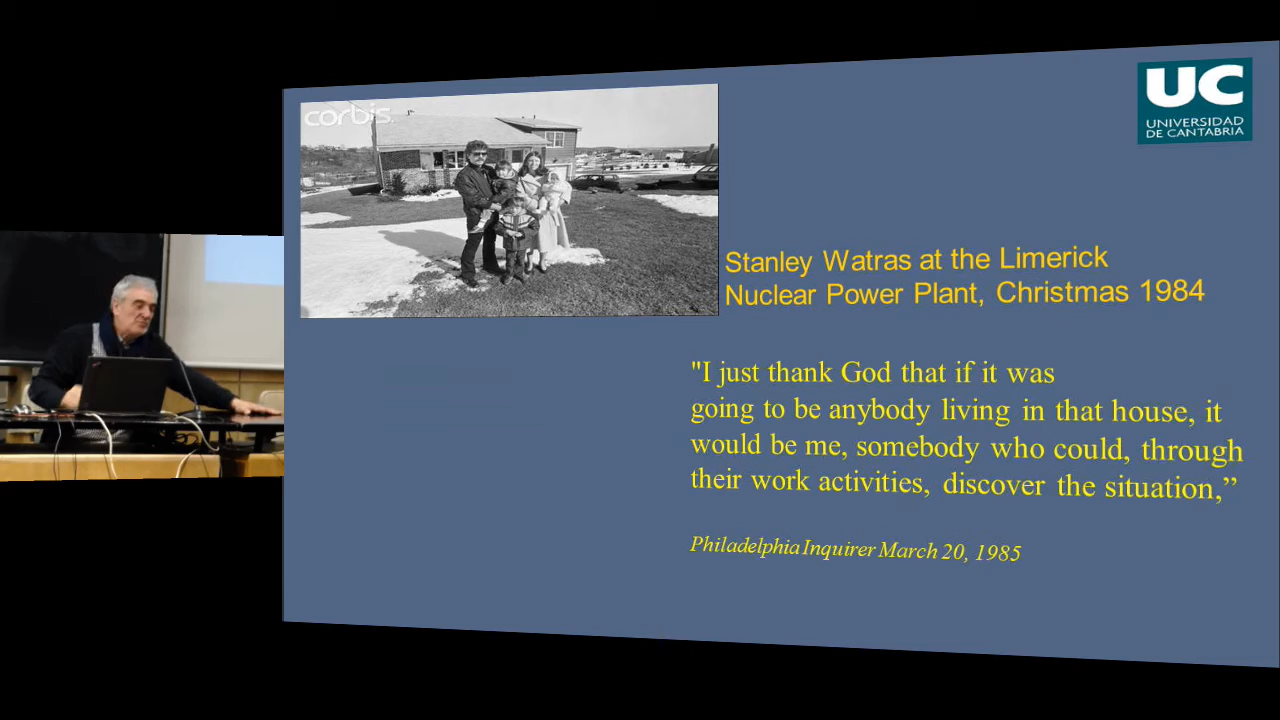 corbis.
UC
UNIVERSIDAD
DE CANTABRIA
Stanley Watras at the Limerick
Nuclear Power Plant, Christmas 1984
"I just thank God that if it was
going to be anybody living in that house, it
would be me, somebody who could, through
their work activities, discover the situation,”
Philadelphia Inquirer March 20, 1985